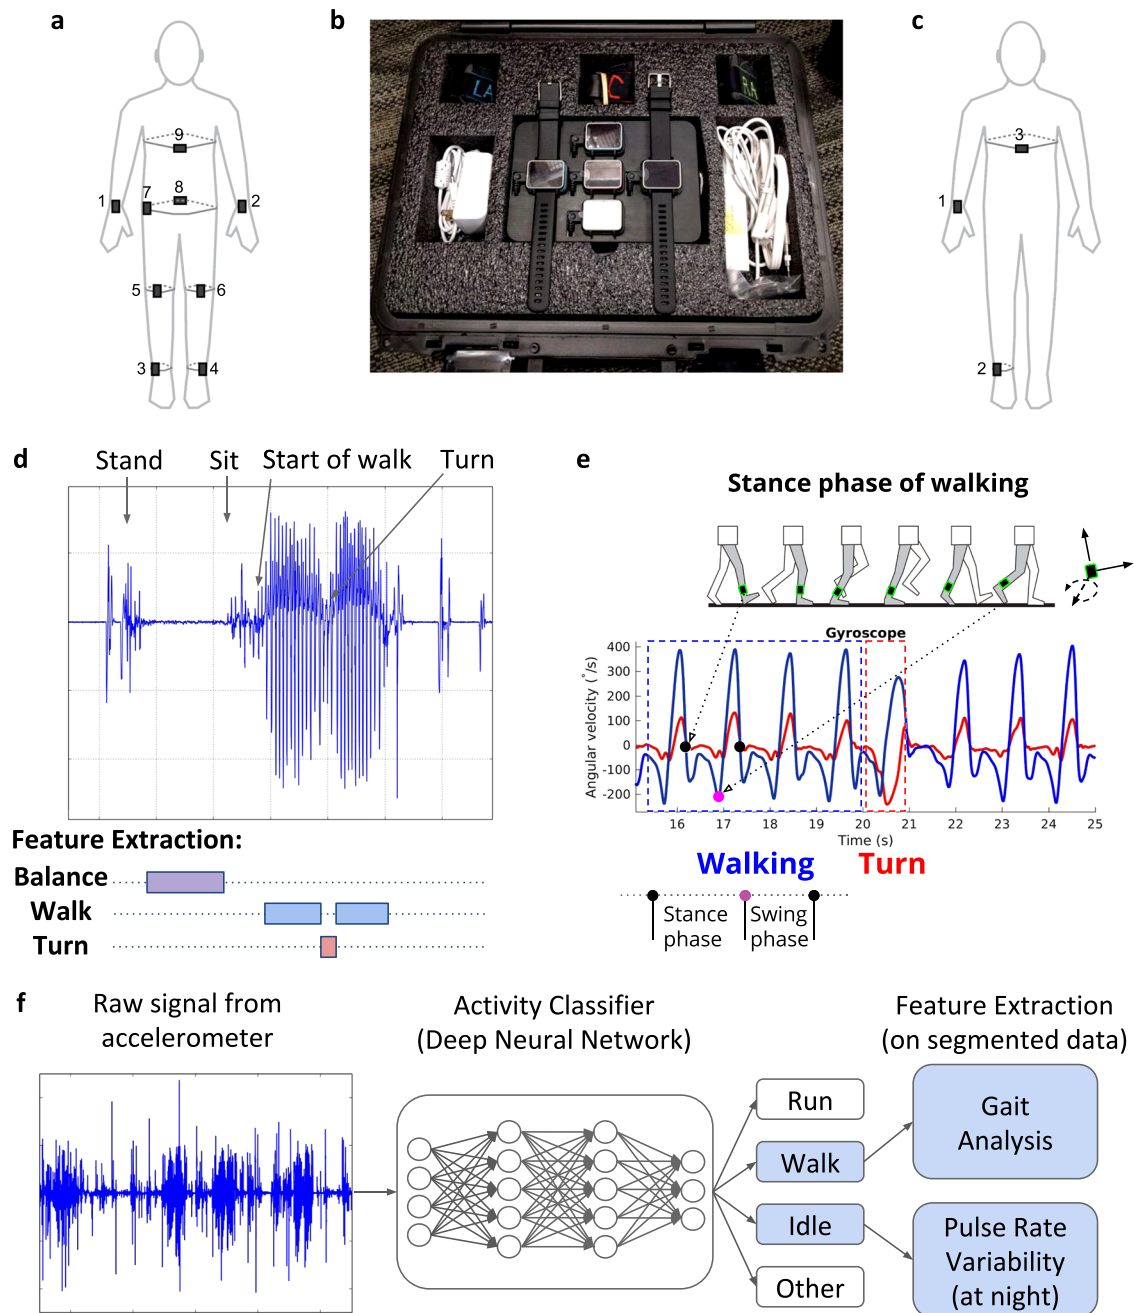 a
b
c
9
8
7
1
2
5
6
3
4
LA
C
RA
3
1
2
d
Stand
Sit
Start of walk
Turn
Feature Extraction:
Balance
Walk
Turn
e
Stance phase of walking
Gyroscope
Angular velocity (°/s)
400
300
200
100
0
-100
-200
16
17
18
19
20
21
22
23
24
25
Time (s)
Walking
Turn
Stance
phase
Swing
phase
f
Raw signal from
accelerometer
Activity Classifier
(Deep Neural Network)
Feature Extraction
(on segmented data)
Run
Walk
Idle
Other
Gait
Analysis
Pulse Rate
Variability
(at night)